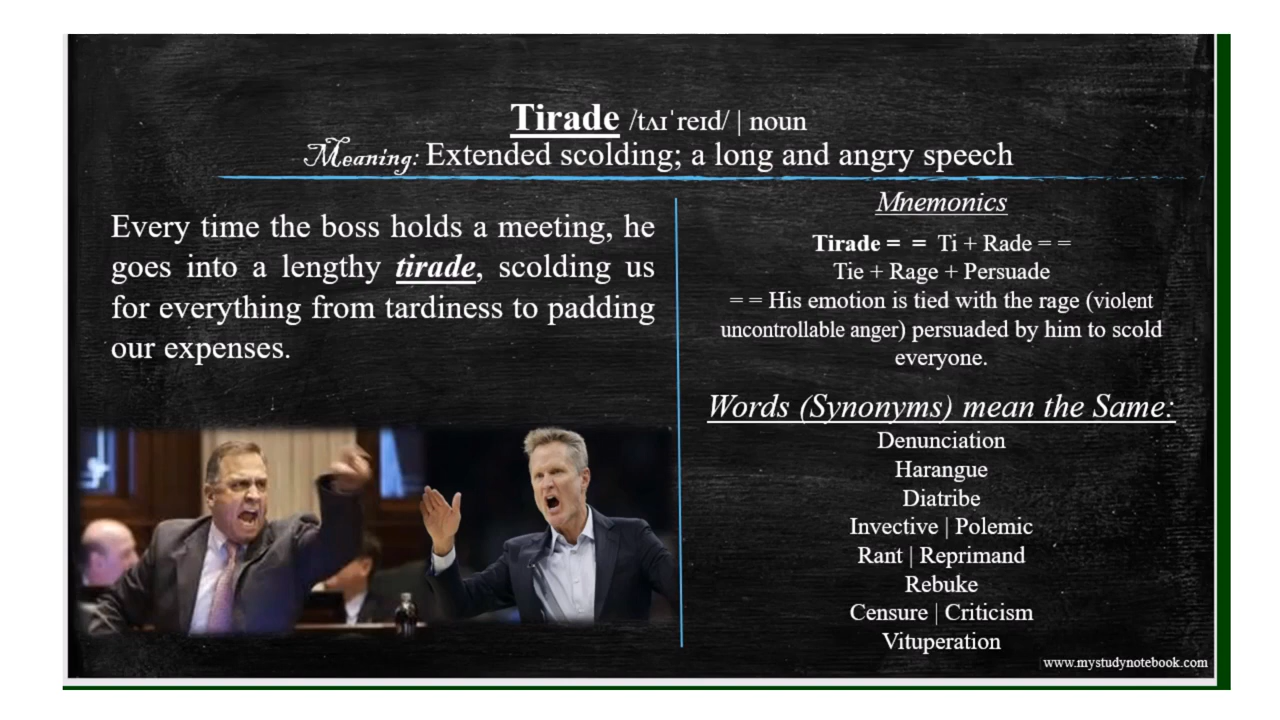 Tirade /tʌɪˈreɪd/ | noun
Meaning: Extended scolding; a long and angry speech
Every time the boss holds a meeting, he
goes into a lengthy tirade, scolding us
for everything from tardiness to padding
our expenses.
Mnemonics
Tirade = = Ti + Rade = =
Tie + Rage + Persuade
= = His emotion is tied with the rage (violent
uncontrollable anger) persuaded by him to scold
everyone.
Words (Synonyms) mean the Same:
Denunciation
Harangue
Diatribe
Invective | Polemic
Rant | Reprimand
Rebuke
Censure | Criticism
Vituperation
www.mystudynotebook.com